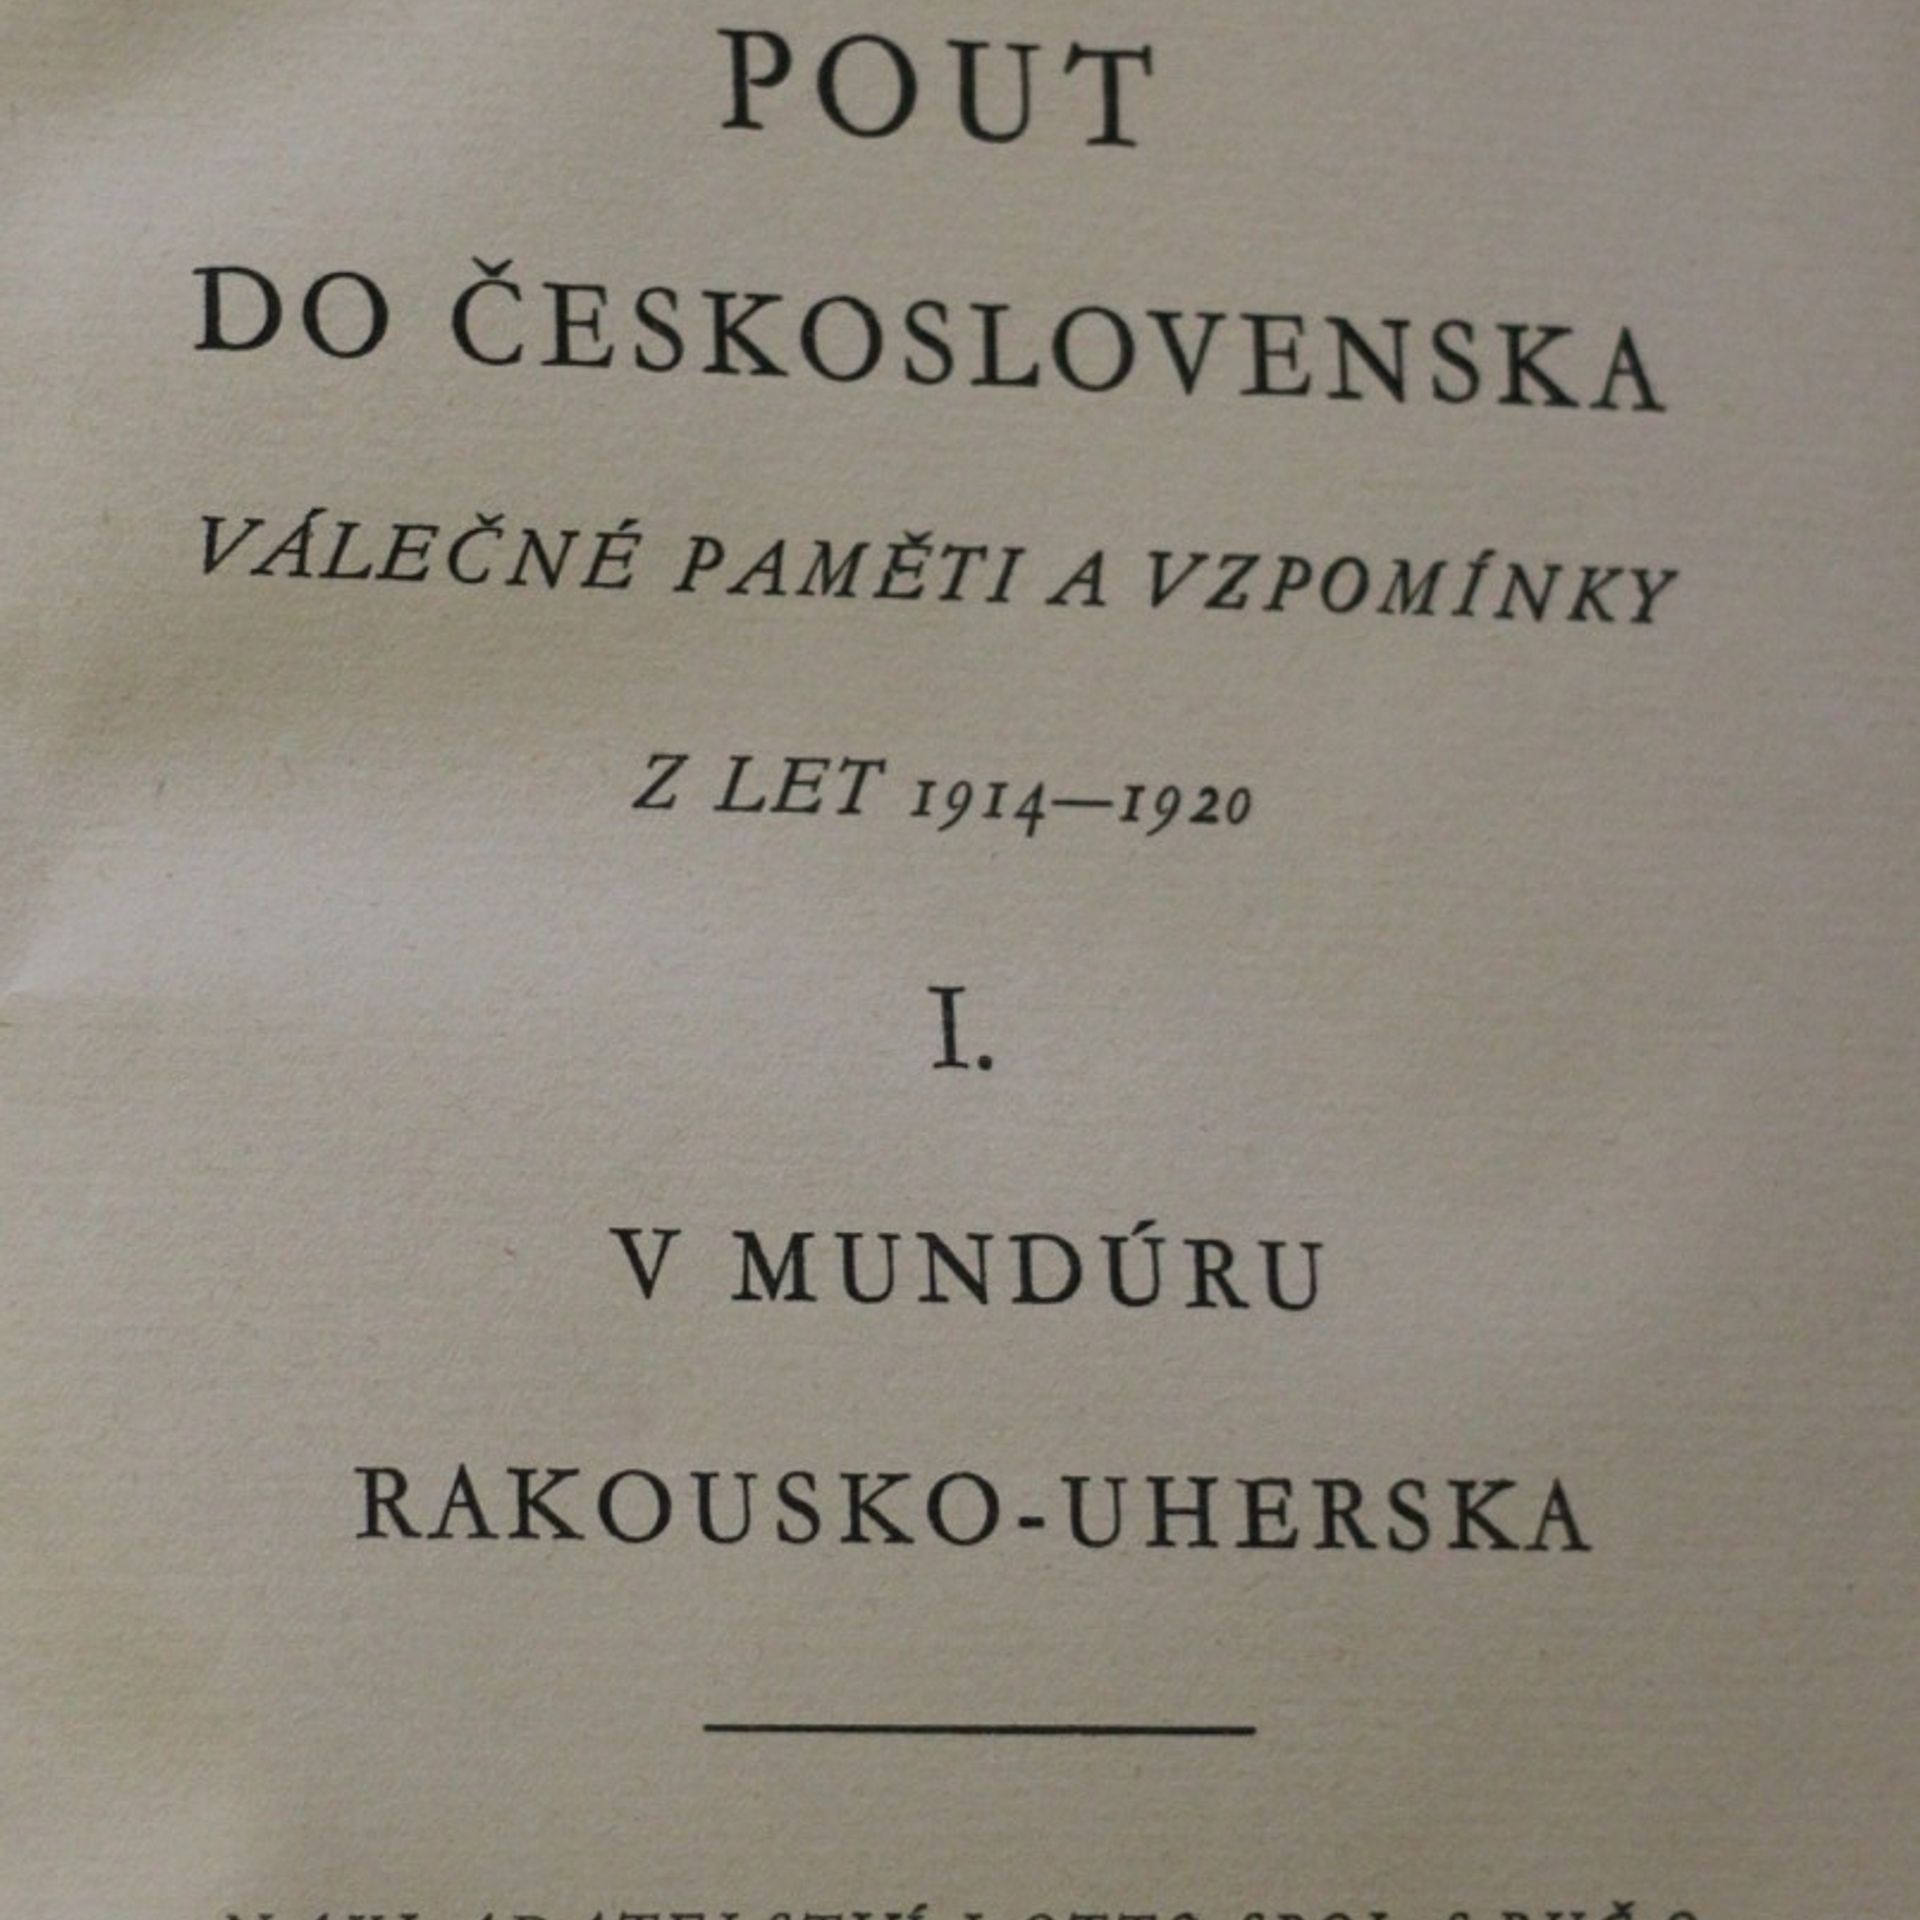 POUT
DO ČESKOSLOVENSKA
VÁLEČNÉ PAMĚTI A VZPOMÍNKY
Z LET 1914—1920
I.
V MUNDÚRU
RAKOUSKO-UHERSKA